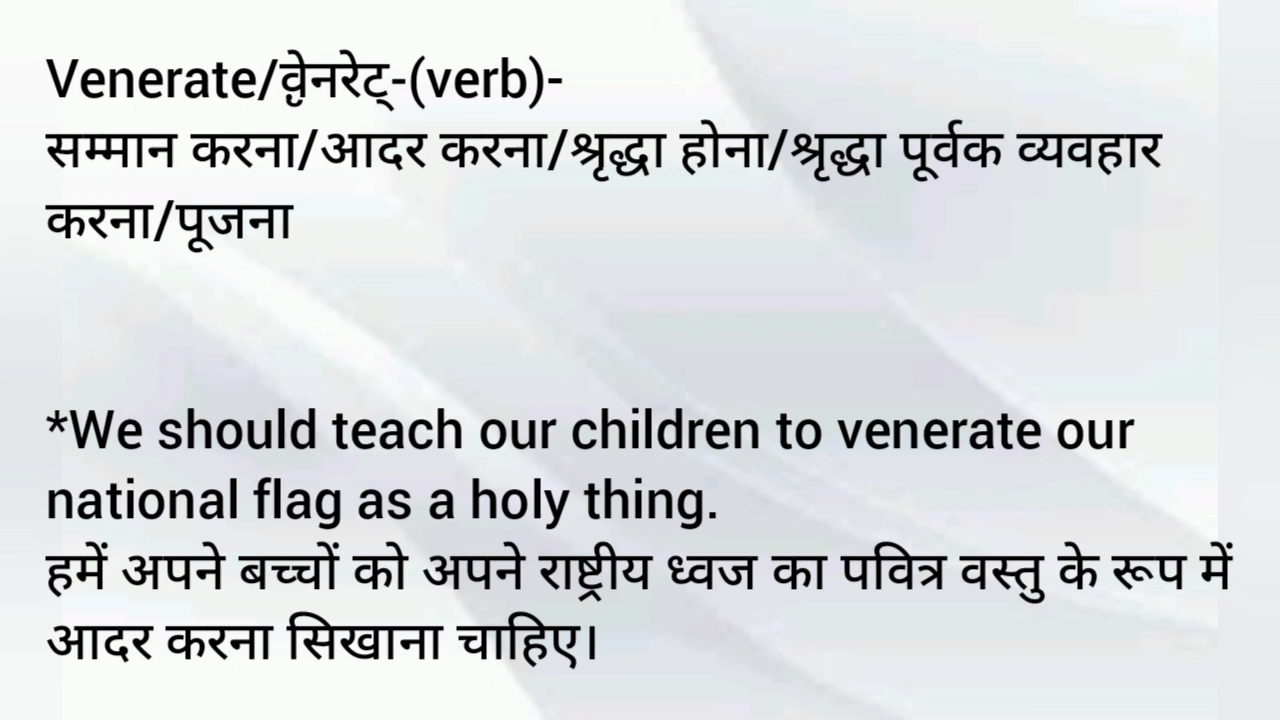 Venerate/व़ेनरेट्-(verb)-
सम्मान करना/आदर करना/श्रृद्धा होना/श्रृद्धा पूर्वक व्यवहार
करना/पूजना
*We should teach our children to venerate our
national flag as a holy thing.
हमें अपने बच्चों को अपने राष्ट्रीय ध्वज का पवित्र वस्तु के रूप में
आदर करना सिखाना चाहिए।